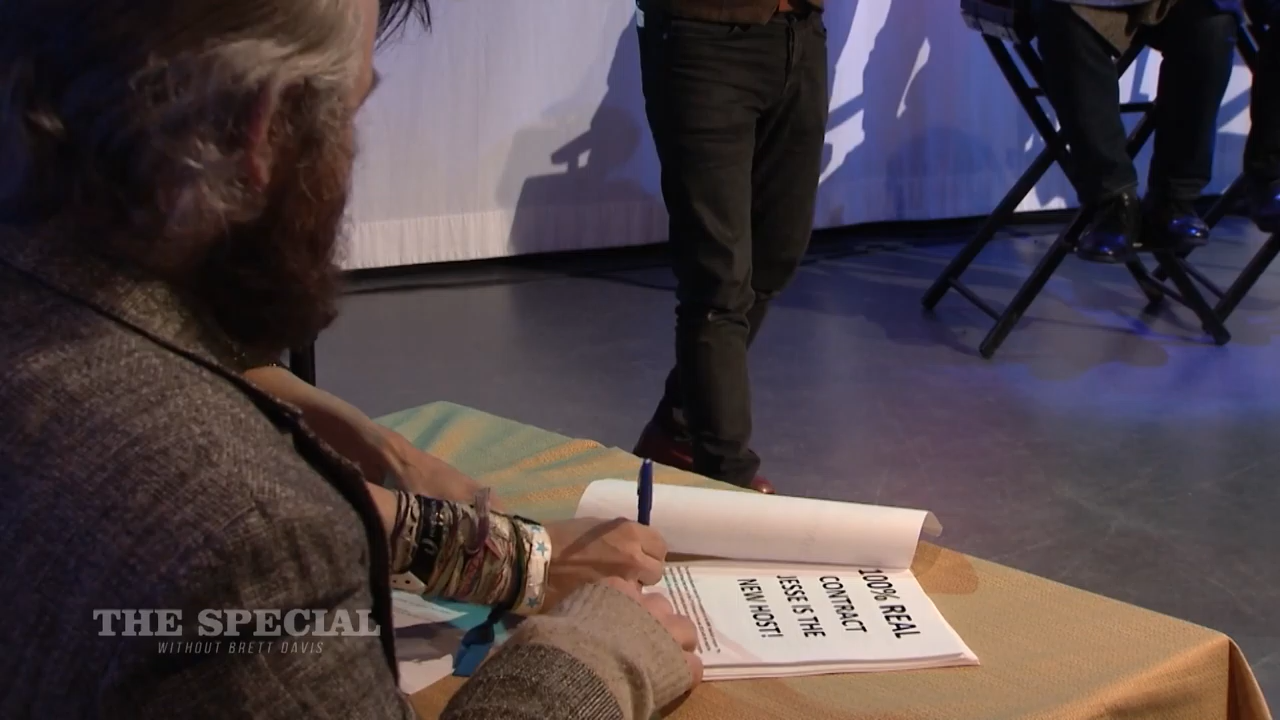 100% REAL
CONTRACT
JESSE IS THE
NEW HOST!
THE SPECIAL
WITHOUT BRETT DAVIS